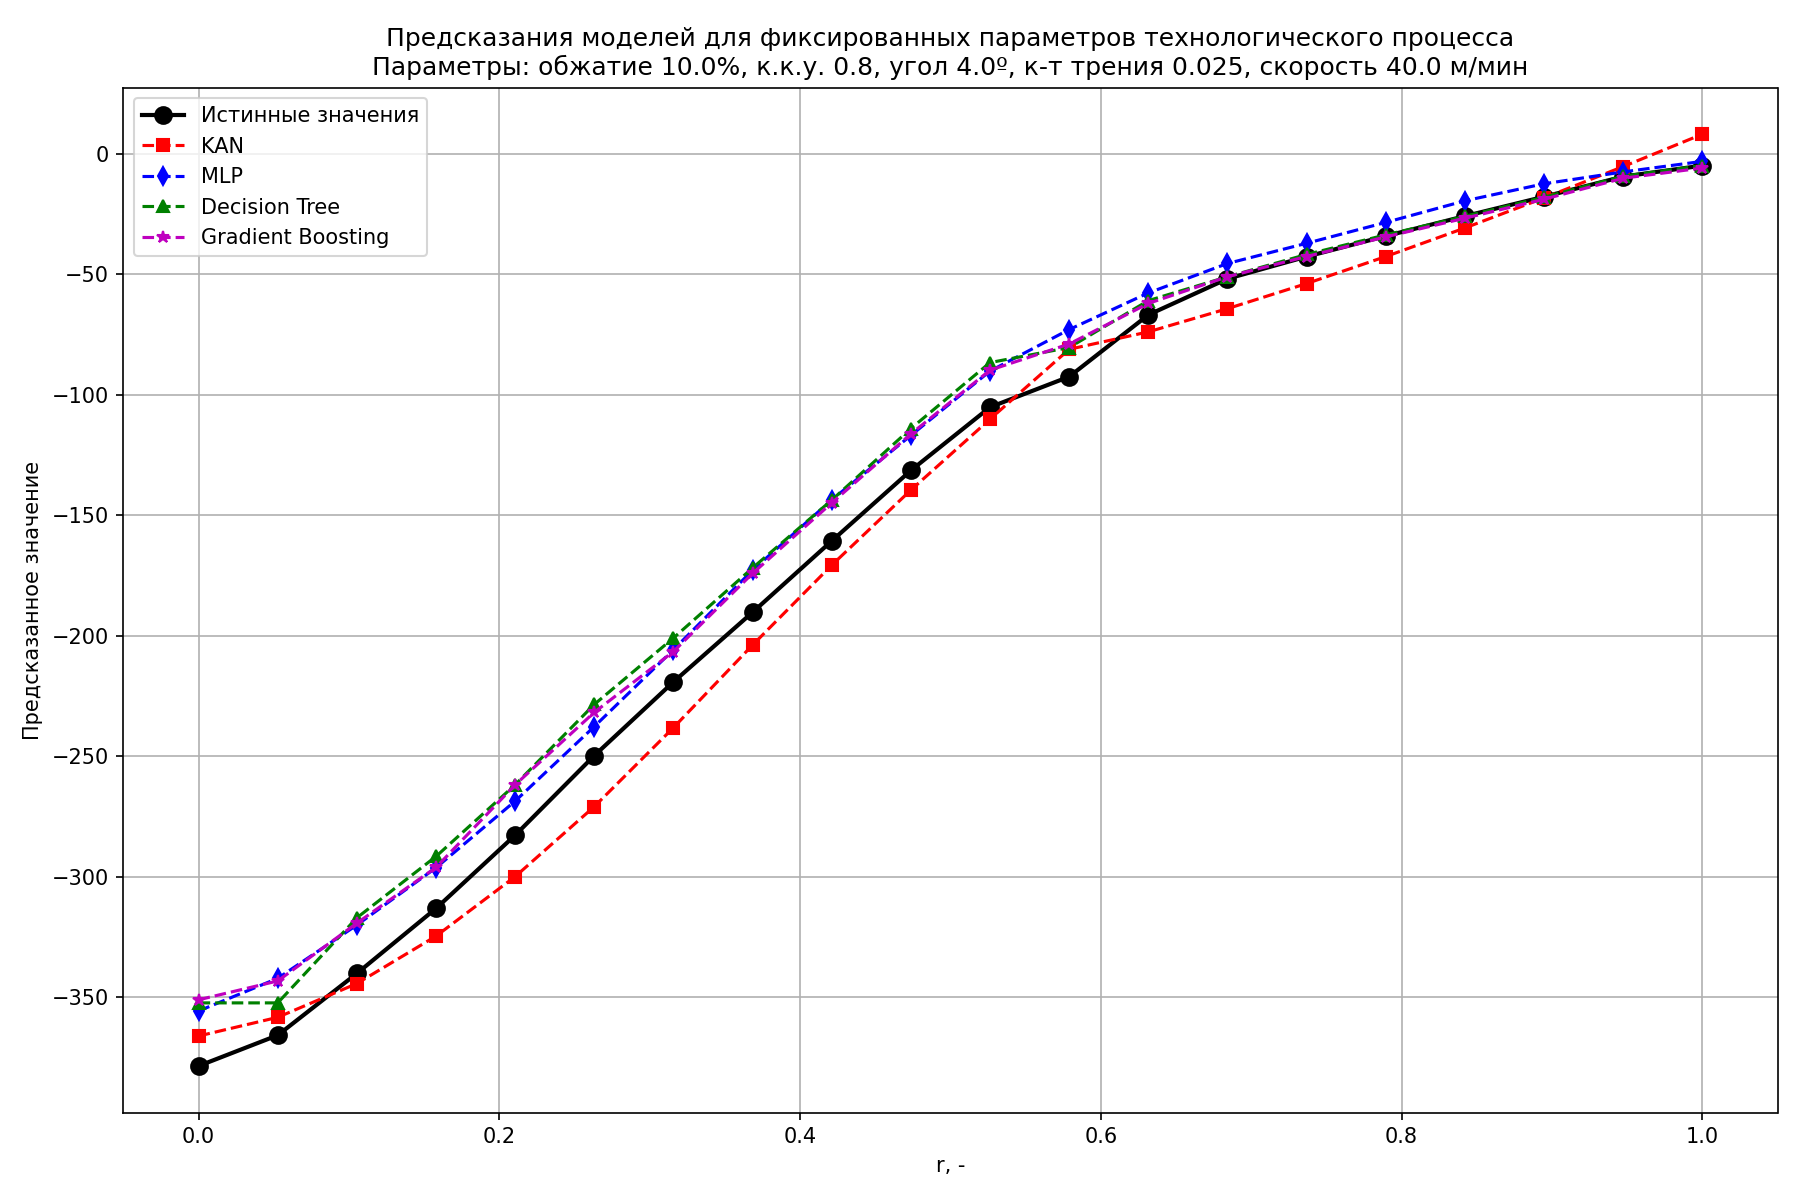 Предсказания моделей для фиксированных параметров технологического процесса
Параметры: обжатие 10.0%, к.к.у. 0.8, угол 4.0º, к-т трения 0.025, скорость 40.0 м/мин
Истинные значения
KAN
MLP
Decision Tree
Gradient Boosting
Предсказанное значение
0
−50
−100
−150
−200
−250
−300
−350
0.0
0.2
0.4
0.6
0.8
1.0
r, -